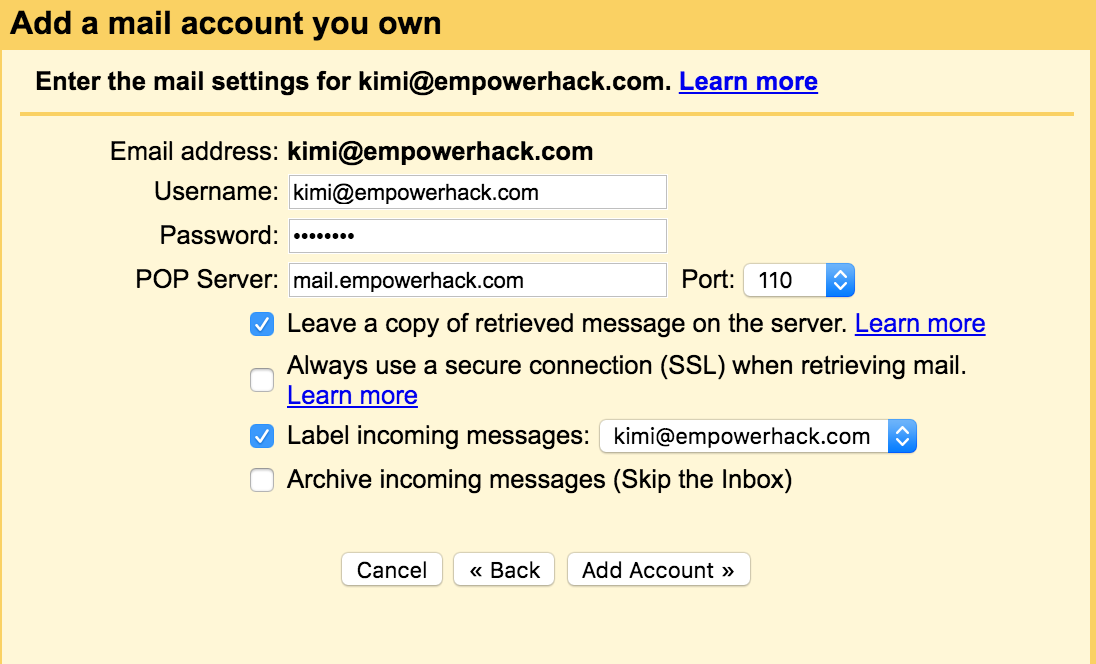 Add a mail account you own
Enter the mail settings for kimi@empowerhack.com. Learn more
Email address: kimi@empowerhack.com
Username: kimi@empowerhack.com
Password: ••••••••
POP Server: mail.empowerhack.com Port: 110
Leave a copy of retrieved message on the server. Learn more
Always use a secure connection (SSL) when retrieving mail.
Learn more
Label incoming messages: kimi@empowerhack.com
Archive incoming messages (Skip the Inbox)
Cancel « Back Add Account »